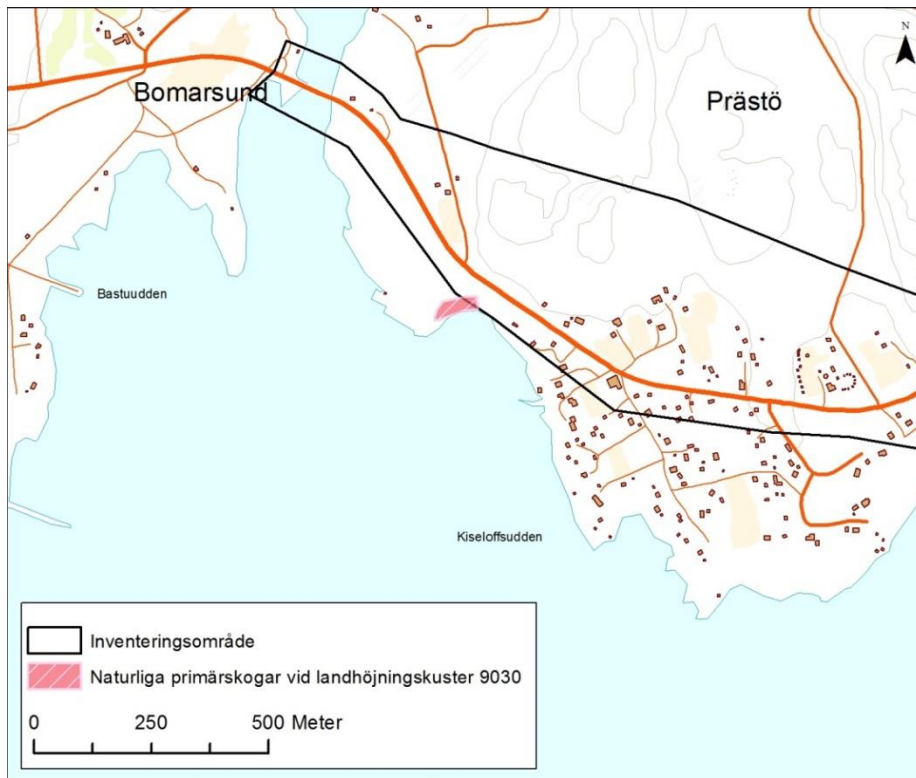 N
Bomarsund
Prästö
Bastuudden
Kiseloffsudden
Inventeringsområde
Naturliga primärskogar vid landhöjningskuster 9030
0 250 500 Meter